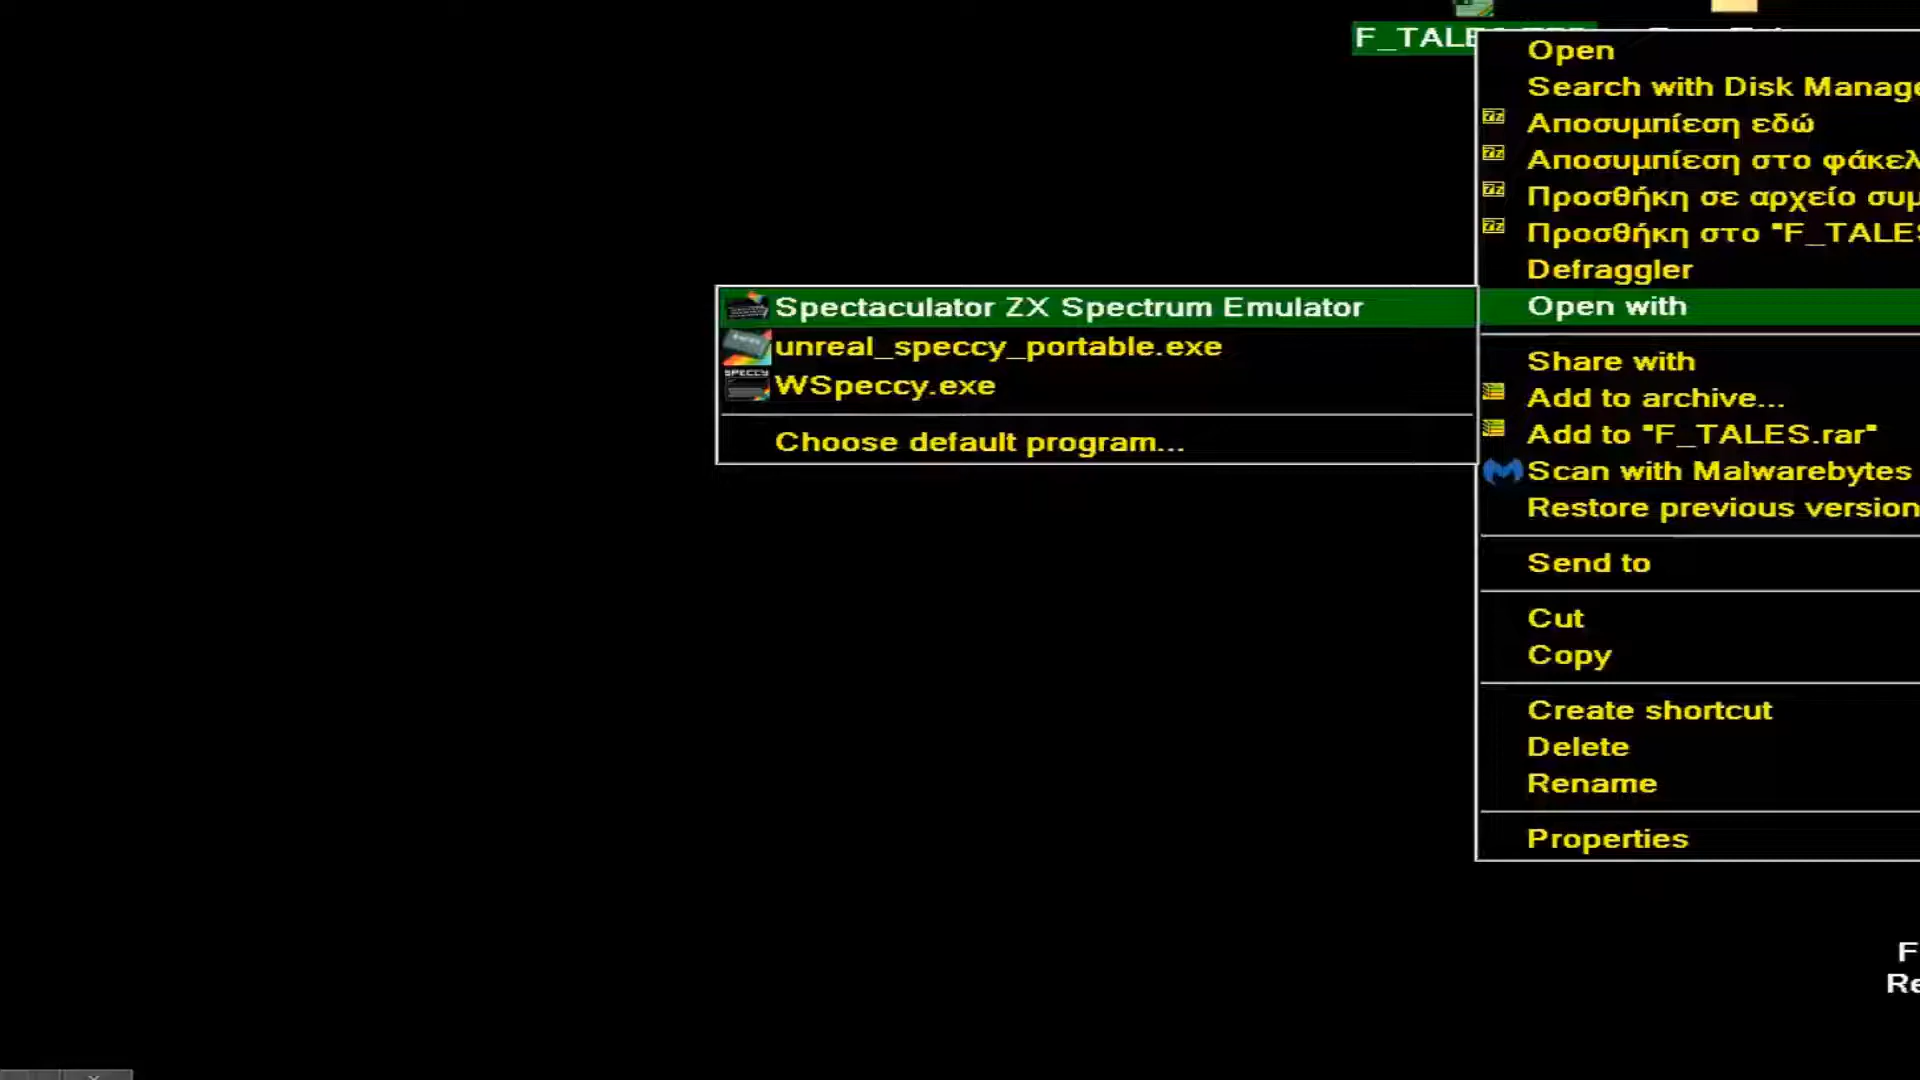 F_TALES
Open
Search with Disk Manage
Αποσυμπίεση εδώ
Αποσυμπίεση στο φάκελ
Προσθήκη σε αρχείο συμ
Προσθήκη στο "F_TALES
Defraggler
Open with
Spectaculator ZX Spectrum Emulator
unreal_speccy_portable.exe
WSpeccy.exe
Choose default program...
Share with
Add to archive...
Add to "F_TALES.rar"
Scan with Malwarebytes
Restore previous version
Send to
Cut
Copy
Create shortcut
Delete
Rename
Properties
F
Re